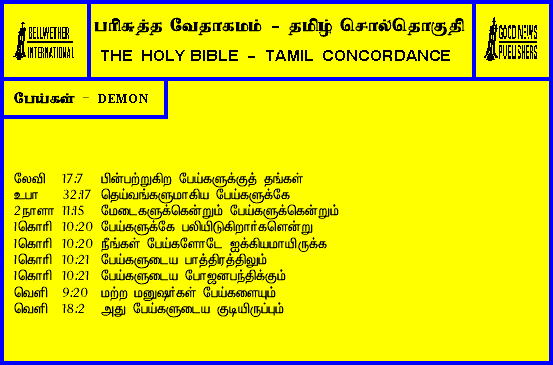 BELLWETHER
INTERNATIONAL
பரிசுத்த வேதாகமம் - தமிழ் சொல்தொகுதி
THE HOLY BIBLE - TAMIL CONCORDANCE
GOOD NEWS
PUBLISHERS
பேய்கள் - DEMON
லேவி 17:7 பின்பற்றுகிற பேய்களுக்குத் தங்கள்
உபா 32:17 தெய்வங்களுமாகிய பேய்களுக்கே
2நாளா 11:15 மேடைகளுக்கென்றும் பேய்களுக்கென்றும்
1கொரி 10:20 பேய்களுக்கே பலியிடுகிறார்களென்று
1கொரி 10:20 நீங்கள் பேய்களோடே ஐக்கியமாயிருக்க
1கொரி 10:21 பேய்களுடைய பாத்திரத்திலும்
1கொரி 10:21 பேய்களுடைய போஜனபந்திக்கும்
வெளி 9:20 மற்ற மனுஷர்கள் பேய்களையும்
வெளி 18:2 அது பேய்களுடைய குடியிருப்பும்